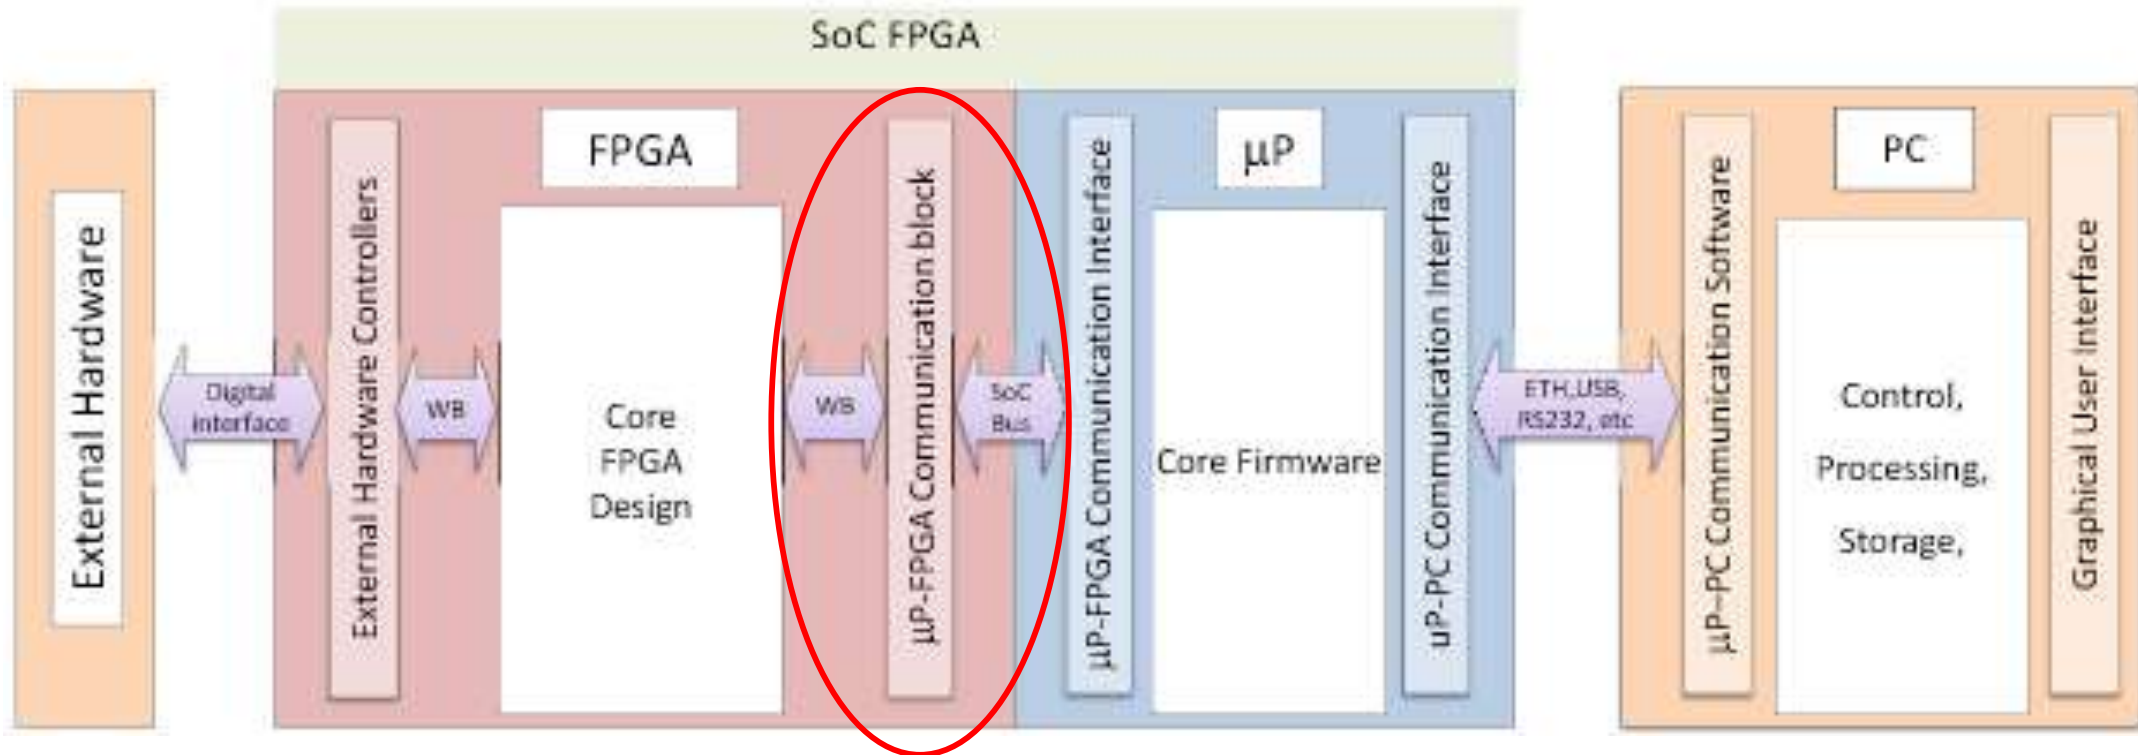 SoC FPGA
External Hardware
Digital
interface
External Hardware Controllers
WB
FPGA
Core
FPGA
Design
WB
µP-FPGA Communication block
SoC
Bus
µP-FPGA Communication Interface
µP
Core Firmware
µP-PC Communication Interface
ETH,USB,
RS232, etc
µP-PC Communication Software
PC
Control,
Processing,
Storage,
Graphical User Interface